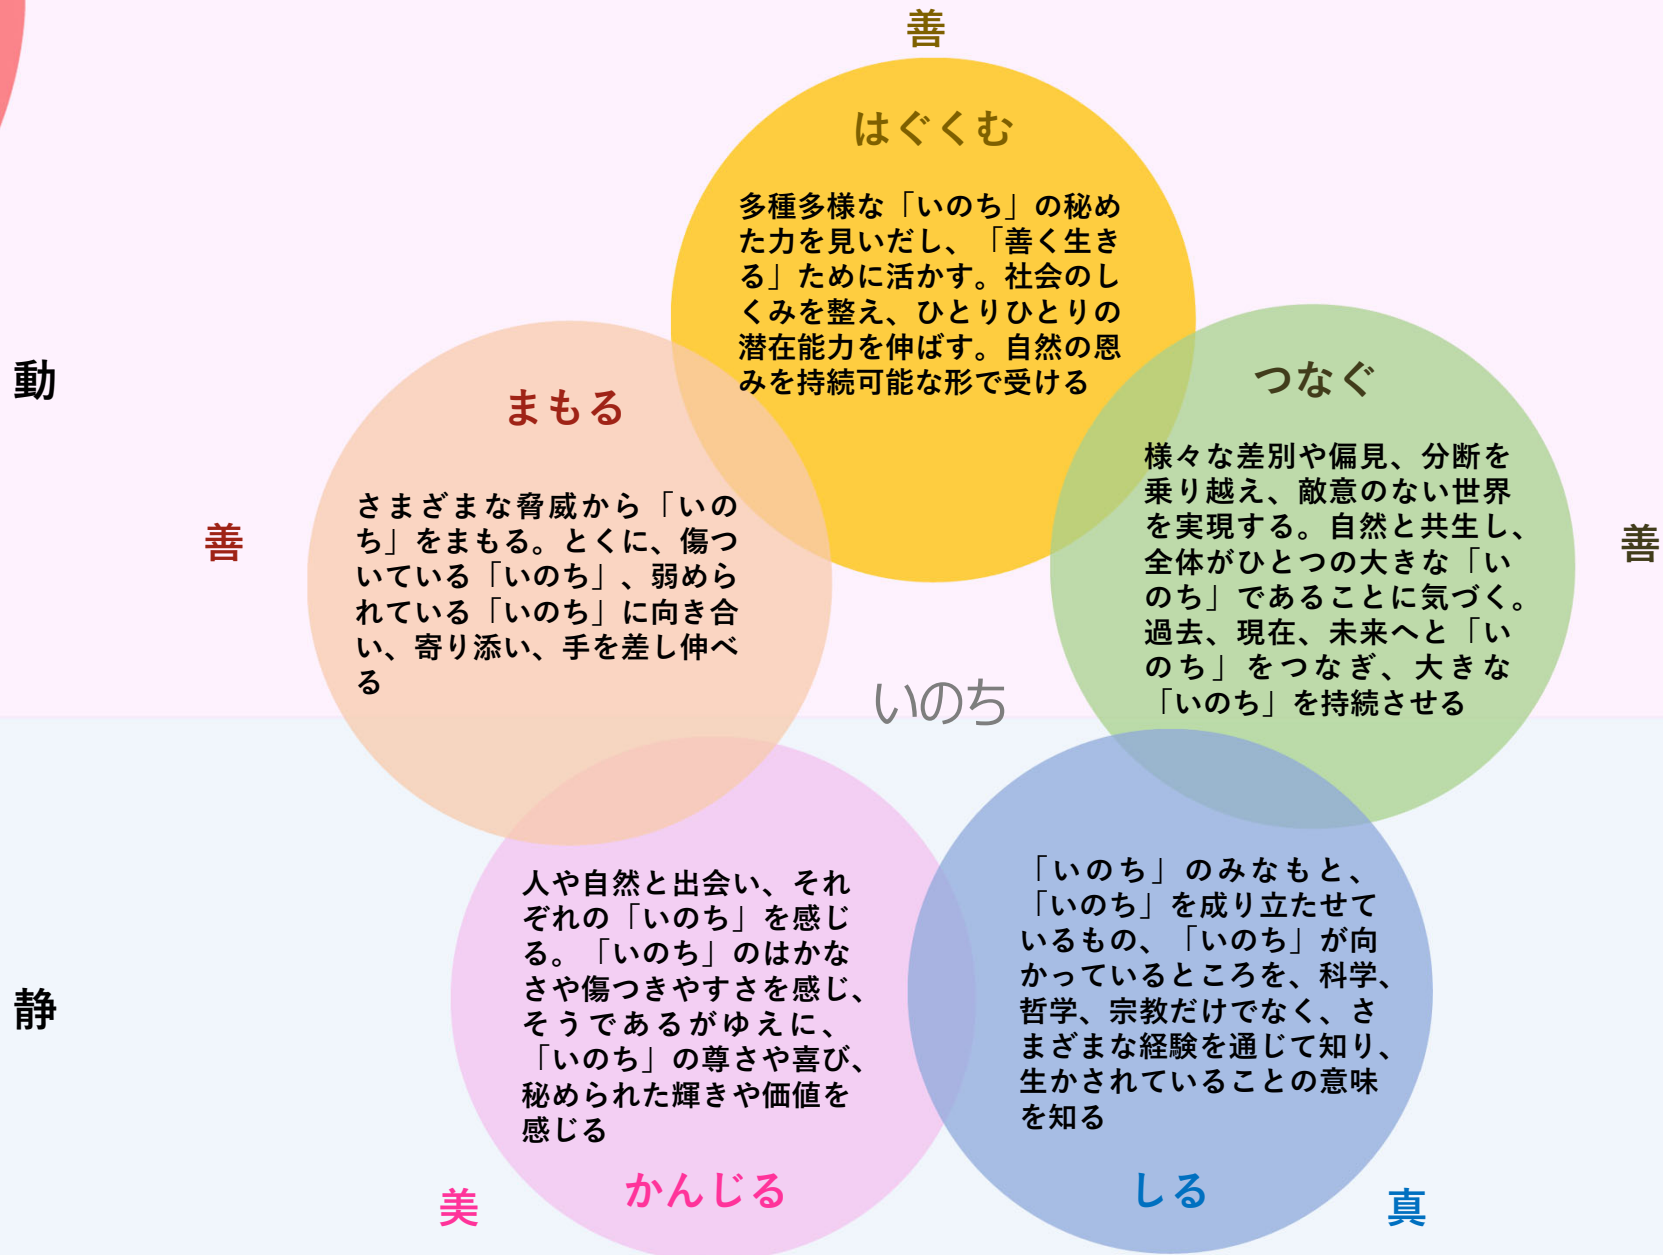 善
はぐくむ
多種多様な「いのち」の秘め
た力を見いだし、「善く生き
る」ために活かす。社会のし
くみを整え、ひとりひとりの
潜在能力を伸ばす。自然の恩
みを持続可能な形で受ける
動
まもる
さまざまな脅威から「いの
ち」をまもる。とくに、傷つ
いている「いのち」、弱めら
れている「いのち」に向き合
い、寄り添い、手を差し伸べ
る
善
つなぐ
様々な差別や偏見、分断を
乗り越え、敵意のない世界
を実現する。自然と共生し、
全体がひとつの大きな「い
のち」であることに気づく。
過去、現在、未来へと「い
のち」をつなぎ、大きな
「いのち」を持続させる
善
いのち
静
人や自然と出会い、それ
ぞれの「いのち」を感じ
る。「いのち」のはかな
さや傷つきやすさを感じ、
そうであるがゆえに、
「いのち」の尊さや喜び、
秘められた輝きや価値を
感じる
かんじる
美
「いのち」のみなもと、
「いのち」を成り立たせて
いるもの、「いのち」が向
かっているところを、科学、
哲学、宗教だけでなく、さ
まざまな経験を通じて知り、
生かされていることの意味
を知る
しる
真